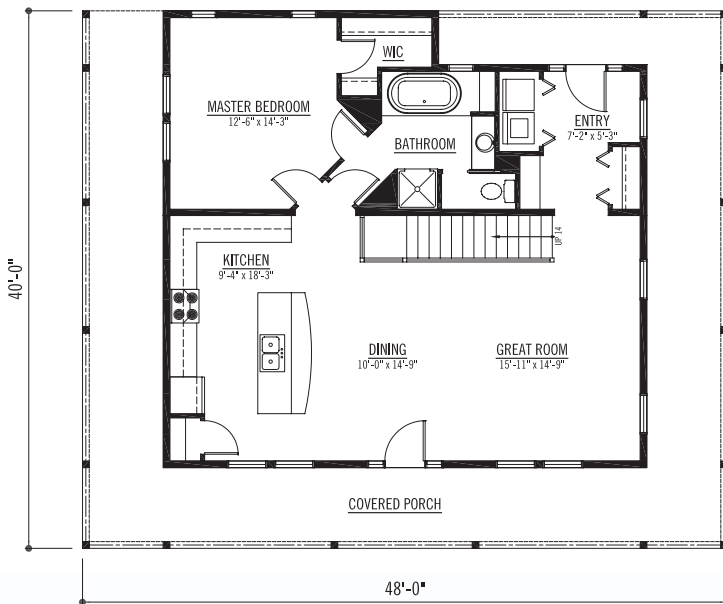 WIC
MASTER BEDROOM
12'-6" x 14'-3"
ENTRY
7'-2" x 5'-3"
BATHROOM
UP 14
KITCHEN
9'-4" x 18'-3"
40'-0"
DINING
10'-0" x 14'-9"
GREAT ROOM
15'-11" x 14'-9"
COVERED PORCH
48'-0"